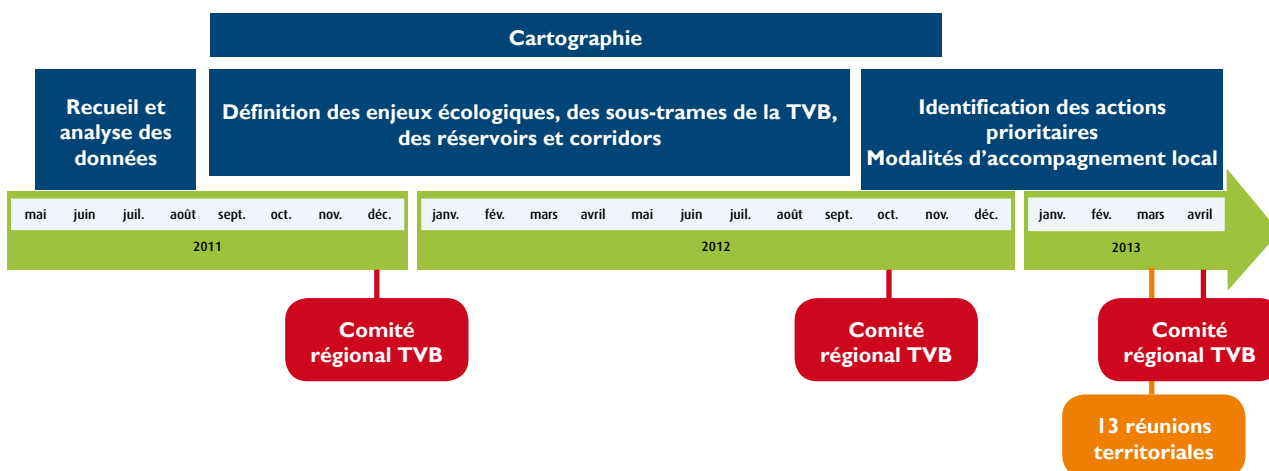 Cartographie
Recueil et
analyse des
données
Définition des enjeux écologiques, des sous-trames de la TVB,
des réservoirs et corridors
Identification des actions
prioritaires
Modalités d’accompagnement local
mai juin juil. août sept. oct. nov. déc.
2011
janv. fév. mars avril mai juin juil. août sept. oct. nov. déc.
2012
janv. fév. mars avril
2013
Comité
régional TVB
Comité
régional TVB
Comité
régional TVB
13 réunions
territoriales